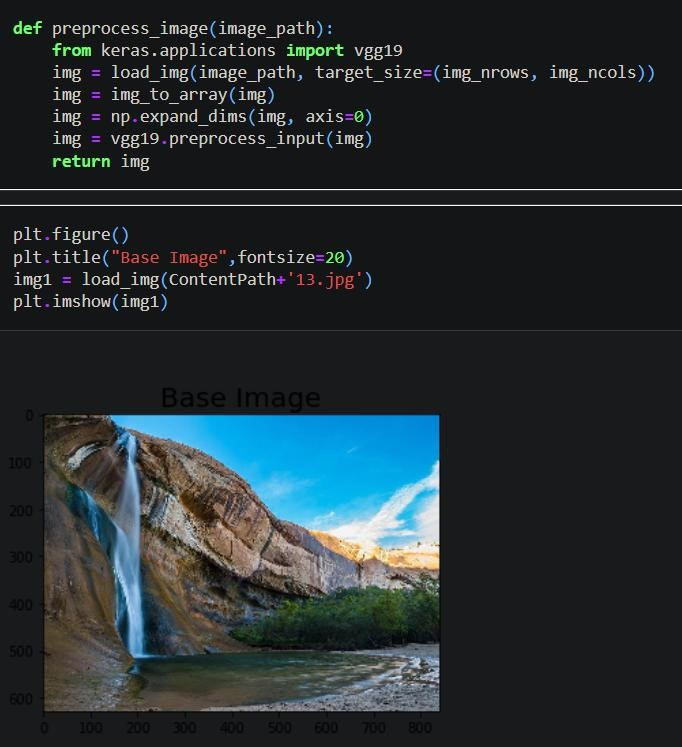 def preprocess_image(image_path):
    from keras.applications import vgg19
    img = load_img(image_path, target_size=(img_nrows, img_ncols))
    img = img_to_array(img)
    img = np.expand_dims(img, axis=0)
    img = vgg19.preprocess_input(img)
    return img
plt.figure()
plt.title("Base Image",fontsize=20)
img1 = load_img(ContentPath+'13.jpg')
plt.imshow(img1)
Base Image
0
100
200
300
400
500
600
0 100 200 300 400 500 600 700 800